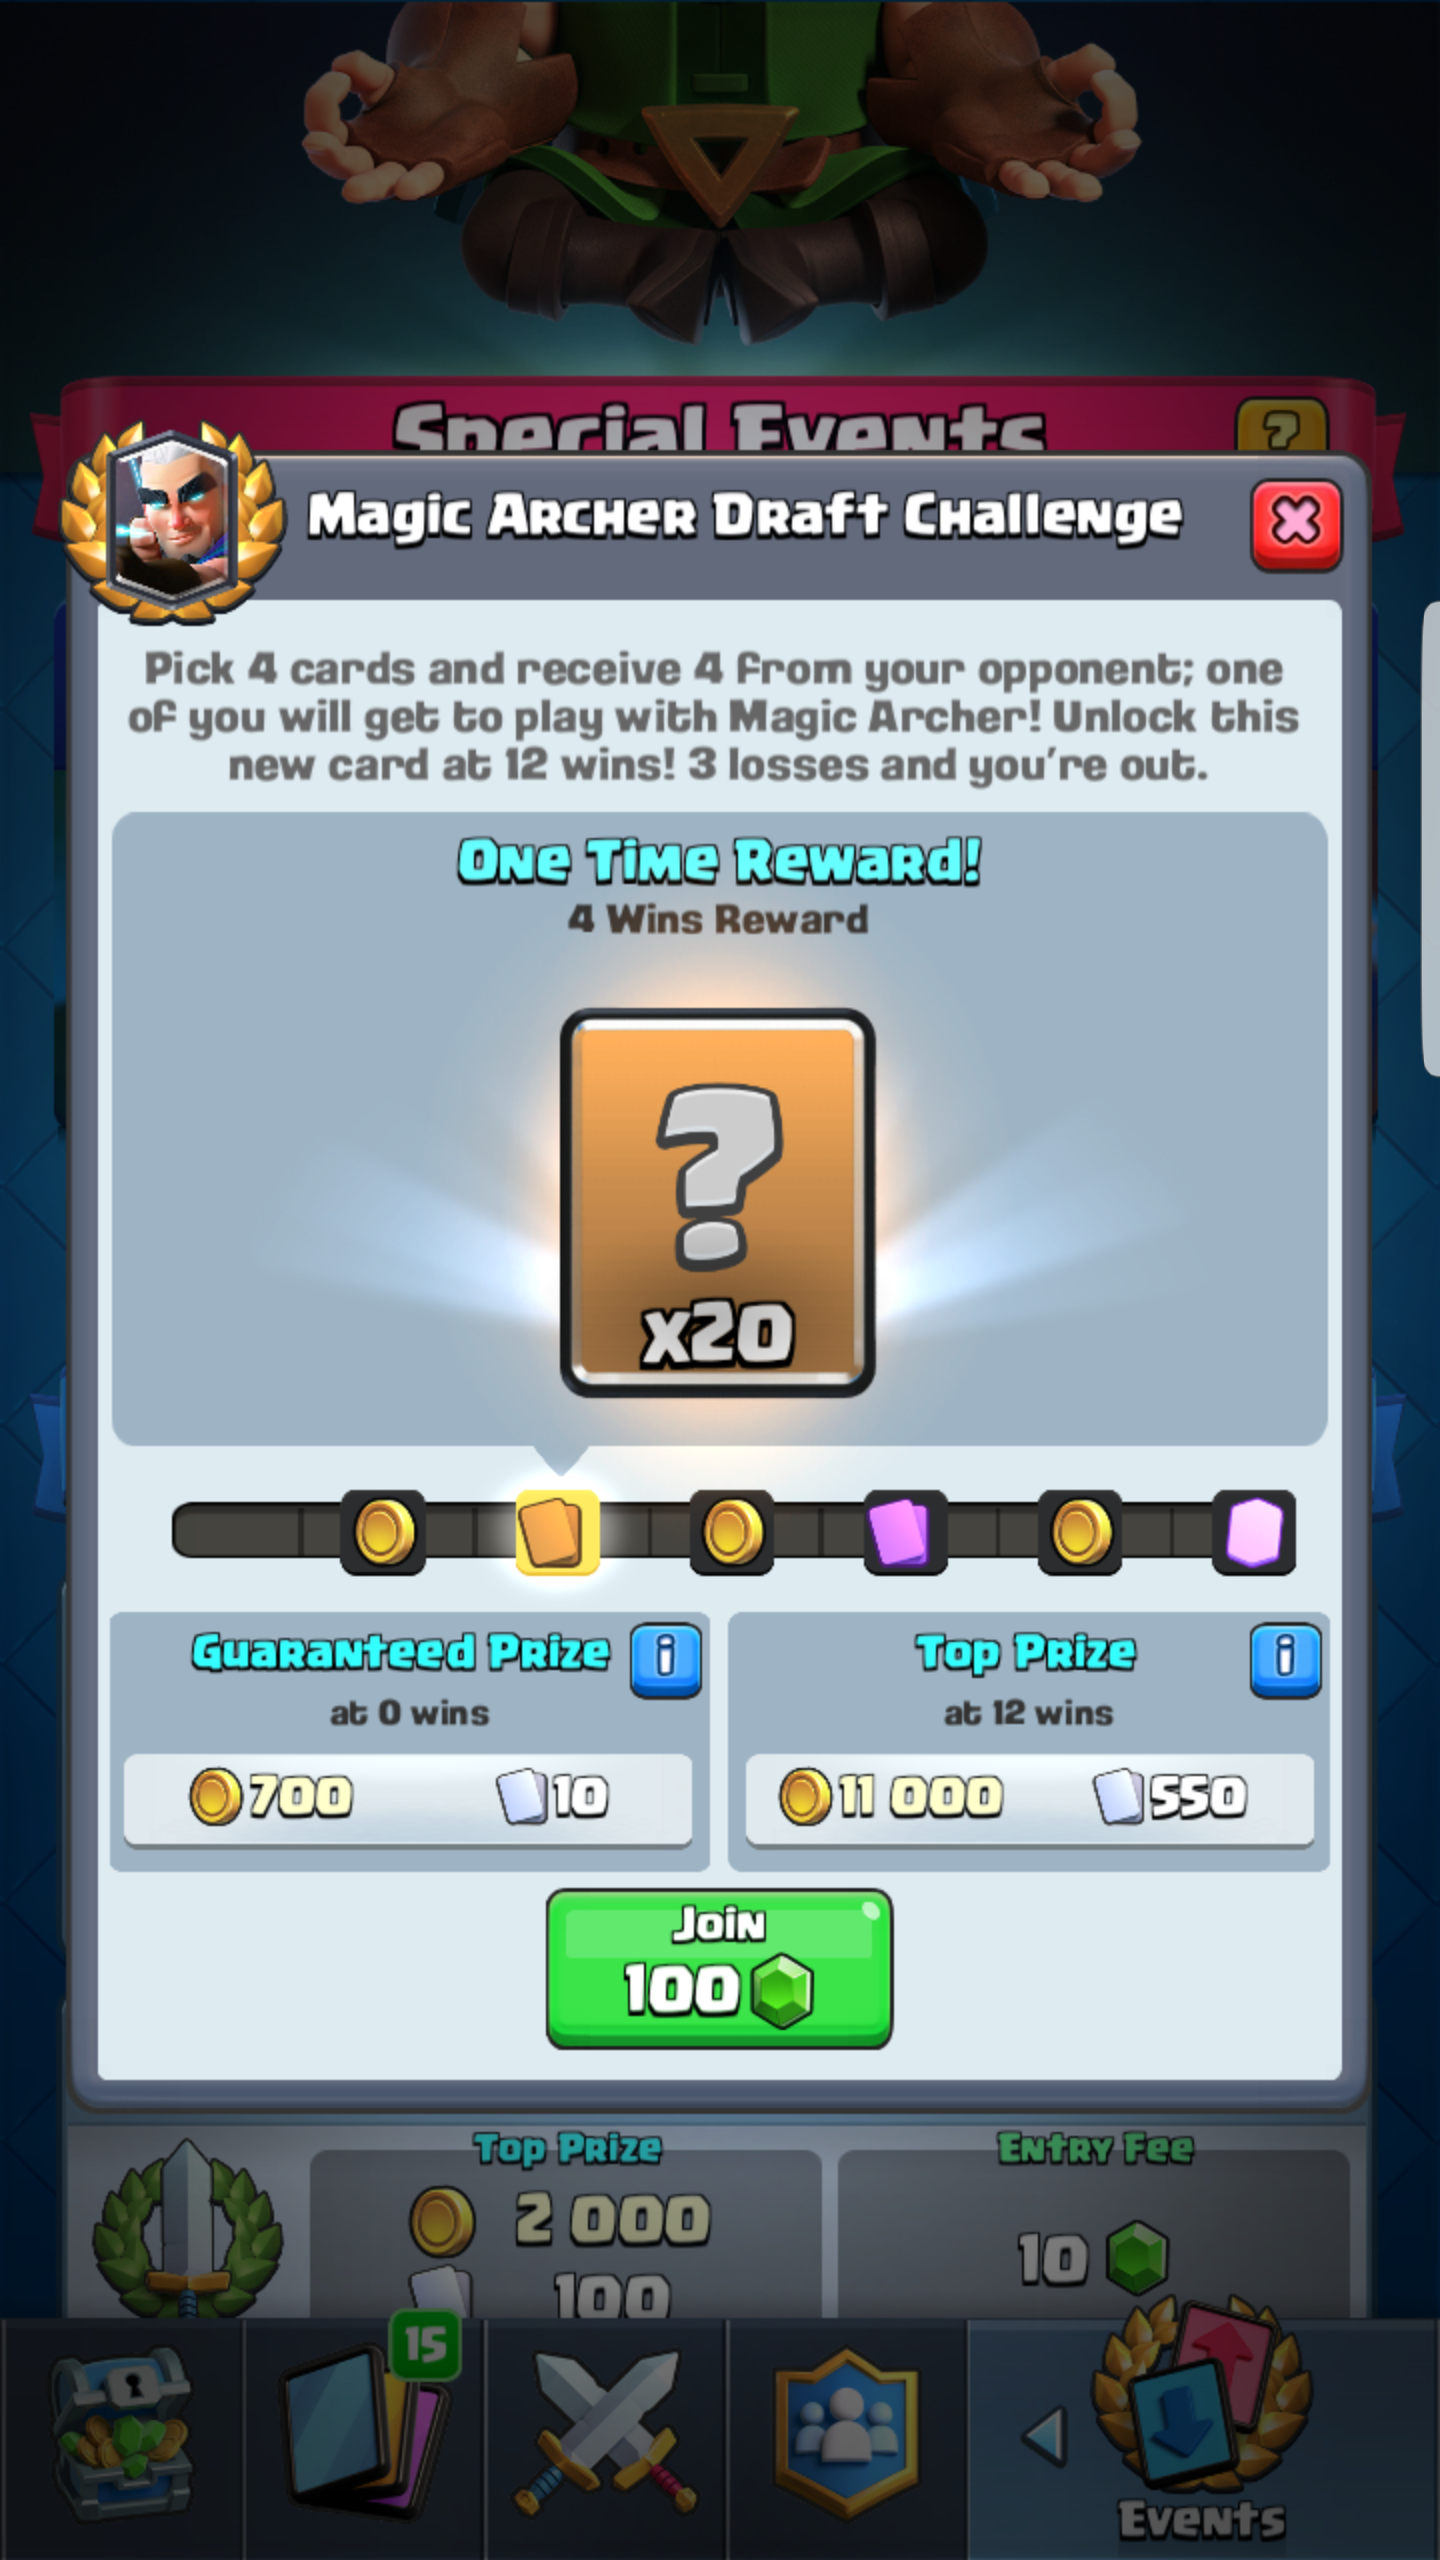 Special Events
?
Magic Archer Draft Challenge
Pick 4 cards and receive 4 from your opponent; one
of you will get to play with Magic Archer! Unlock this
new card at 12 wins! 3 losses and you're out.
One Time Reward!
4 Wins Reward
?
x20
Guaranteed Prize
i
at 0 wins
700
10
Top Prize
i
at 12 wins
11 000
550
Join
100
Top Prize
2 000
100
Entry Fee
10
15
Events